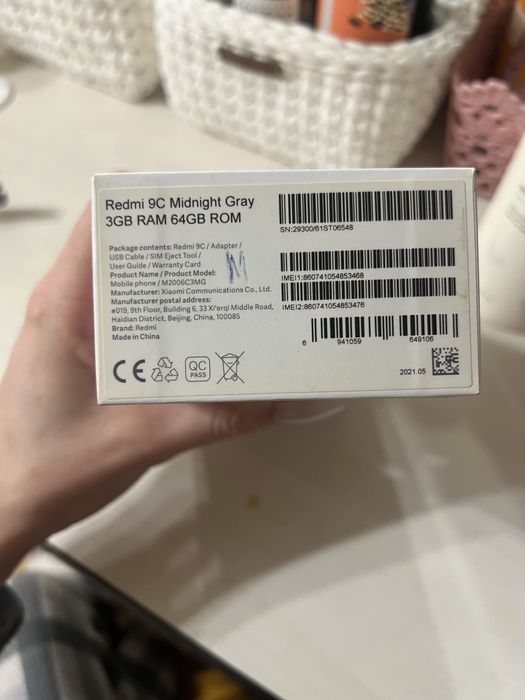 Redmi 9C Midnight Gray
3GB RAM 64GB ROM
Package contents: Redmi 9C / Adapter /
USB Cable / SIM Eject Tool /
User Guide / Warranty Card
Product Name / Product Model:
Mobile phone / M2006C3MG
Manufacturer: Xiaomi Communications Co., Ltd.
Manufacturer postal address:
#019, 9th Floor, Building 6, 33 Xi'erqi Middle Road,
Haidian District, Beijing, China, 100085
Brand: Redmi
Made in China
CE
QC
PASS
SN:29300/61ST06548
IMEI1:860741054853468
IMEI2:860741054853476
6 941059 649106
2021.05